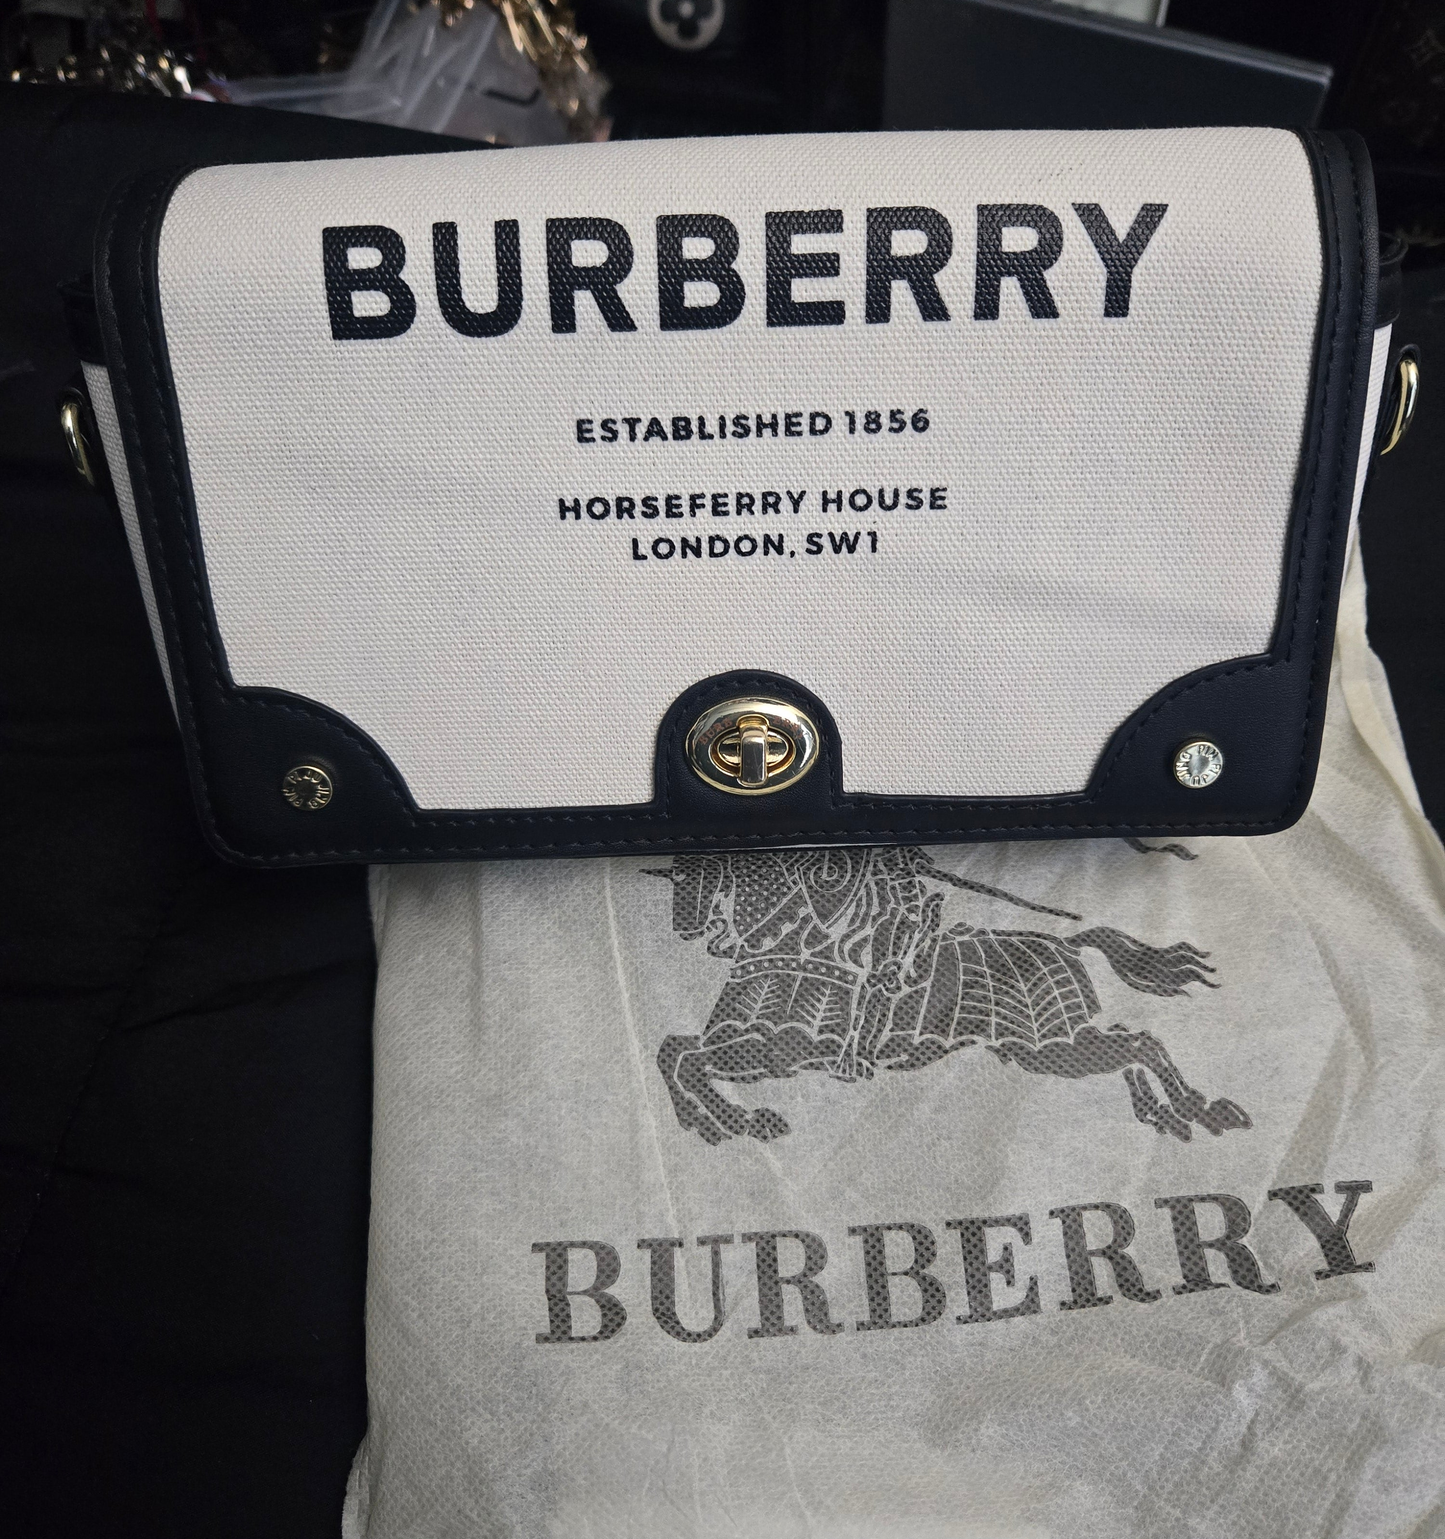 BURBERRY
ESTABLISHED 1856
HORSEFERRY HOUSE
LONDON, SW1
BURBERRY